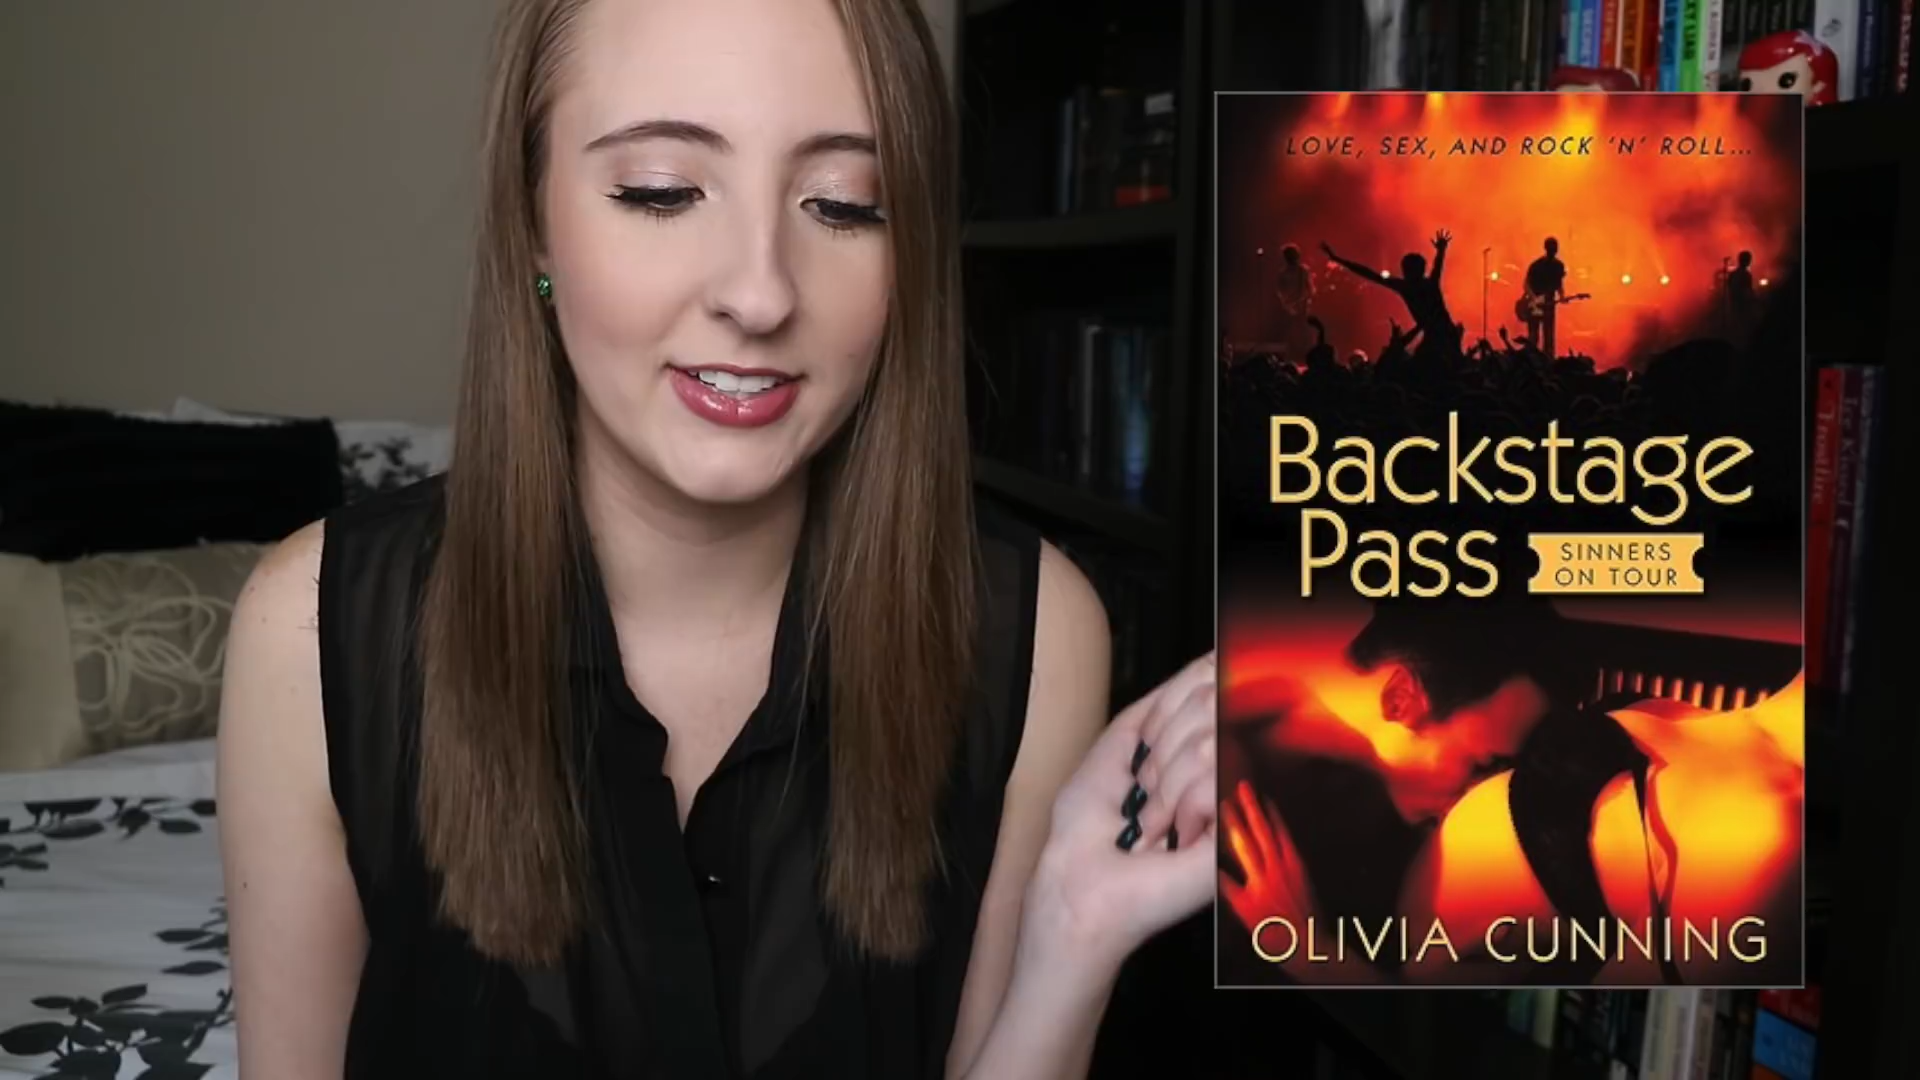 LOVE, SEX, AND ROCK 'N' ROLL...
Backstage
Pass
SINNERS
ON TOUR
OLIVIA CUNNING